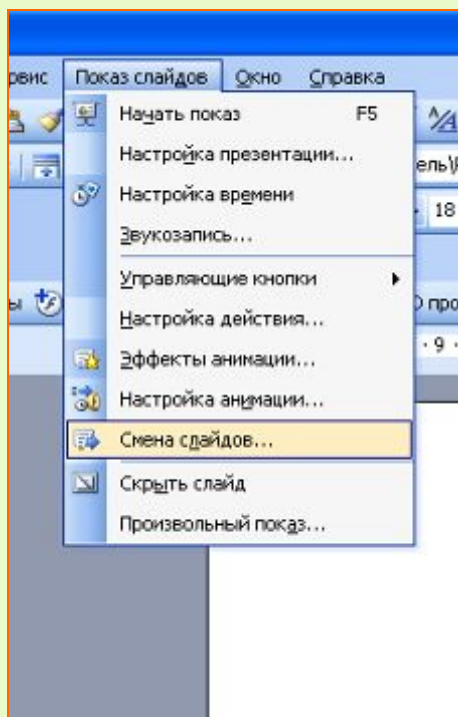 рвис Показ слайдов Окно Справка
Начать показ F5
Настройка презентации...
ель\
Настройка времени
18
Звукозапись...
Управляющие кнопки
ы
Настройка действия...
про
Эффекты анимации...
9
Настройка анимации...
Смена слайдов...
Скрыть слайд
Произвольный показ...